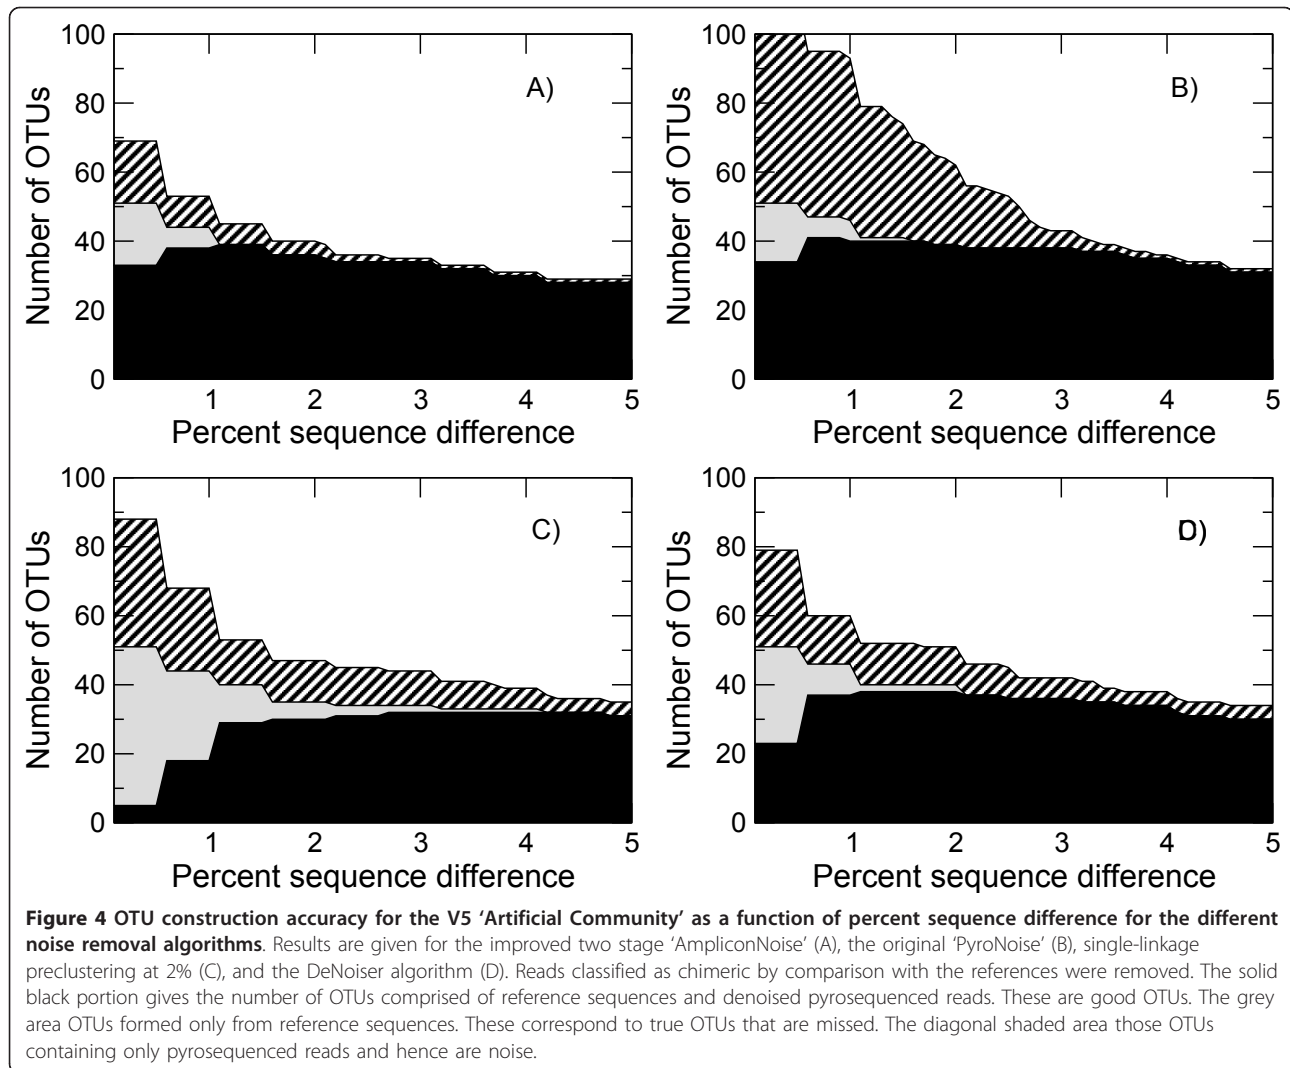 100
80
60
40
20
0
Number of OTUs
A)
1 2 3 4 5
Percent sequence difference
100
80
60
40
20
0
Number of OTUs
B)
1 2 3 4 5
Percent sequence difference
100
80
60
40
20
0
Number of OTUs
C)
1 2 3 4 5
Percent sequence difference
100
80
60
40
20
0
Number of OTUs
D)
1 2 3 4 5
Percent sequence difference
Figure 4 OTU construction accuracy for the V5 ‘Artificial Community’ as a function of percent sequence difference for the different
noise removal algorithms. Results are given for the improved two stage ‘AmpliconNoise’ (A), the original ‘PyroNoise’ (B), single-linkage
preclustering at 2% (C), and the DeNoiser algorithm (D). Reads classified as chimeric by comparison with the references were removed. The solid
black portion gives the number of OTUs comprised of reference sequences and denoised pyrosequenced reads. These are good OTUs. The grey
area OTUs formed only from reference sequences. These correspond to true OTUs that are missed. The diagonal shaded area those OTUs
containing only pyrosequenced reads and hence are noise.